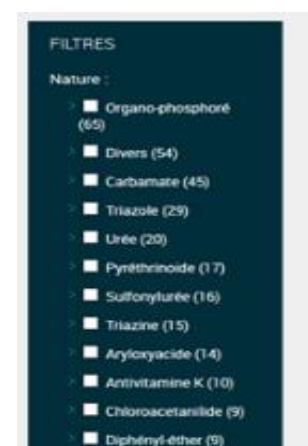 FILTRES
Nature :
Organo-phosphoré
(65)
Divers (54)
Carbamate (45)
Triazole (29)
Urée (20)
Pyréthrinoide (17)
Sulfonylurée (16)
Triazine (15)
Aryloxyacide (14)
Antivitamine K (10)
Chloroacetanilide (9)
Diphényl-éther (9)